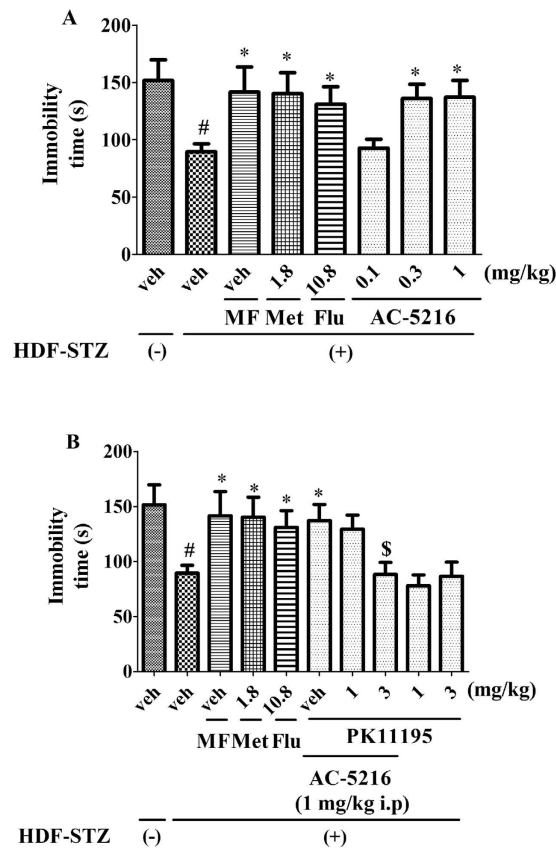 A
Immobility
time (s)
200
150
100
50
0
#
*
*
*
*
*
veh veh veh 1.8 10.8 0.1 0.3 1 (mg/kg)
MF Met Flu AC-5216
HDF-STZ (-) (+)
B
Immobility
time (s)
200
150
100
50
0
#
*
*
*
*
$
veh veh veh 1.8 10.8 veh 1 3 1 3 (mg/kg)
MF Met Flu PK11195
AC-5216
(1 mg/kg i.p)
HDF-STZ (-) (+)